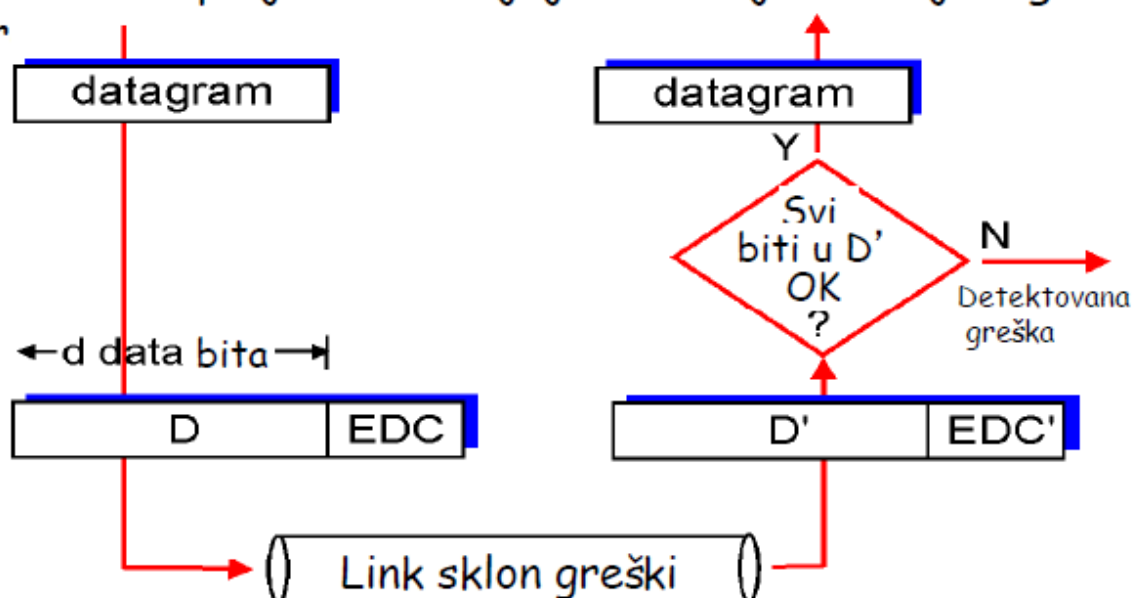 datagram
datagram
Y
Svi
biti u D'
OK
?
N
Detektovana
greška
d data bita
D
EDC
D'
EDC'
Link sklon greški